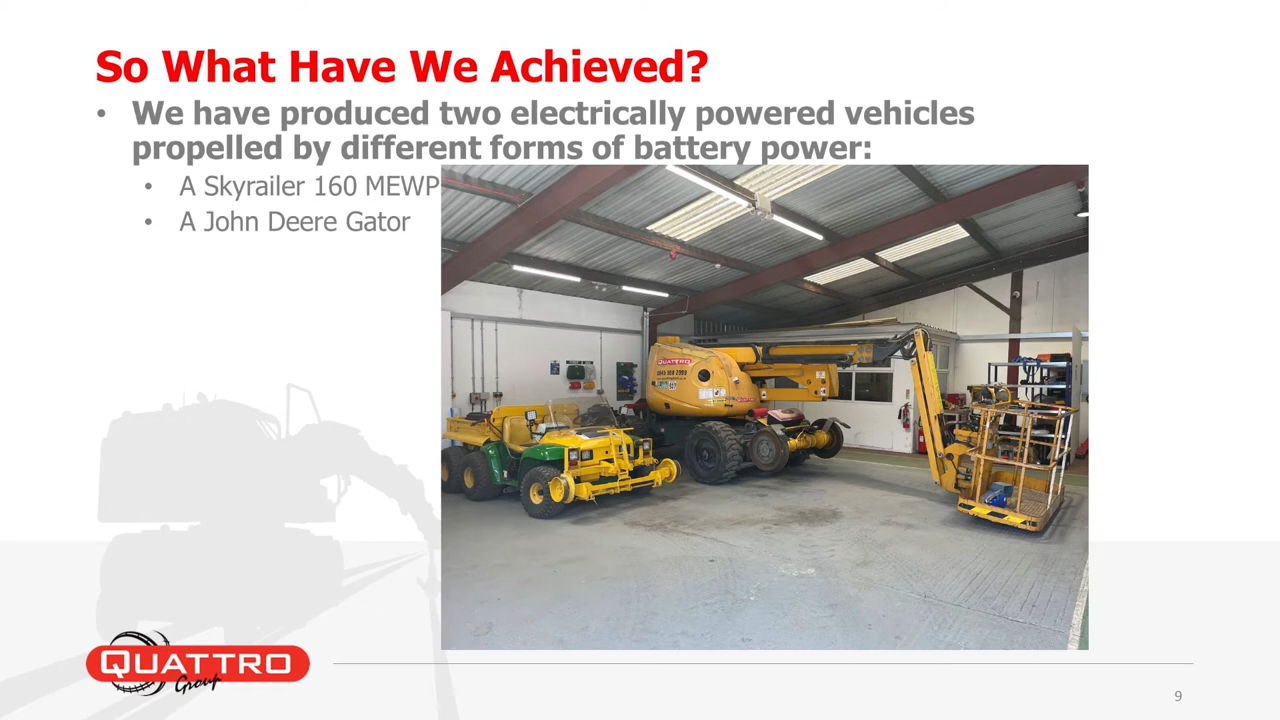 So What Have We Achieved?
• We have produced two electrically powered vehicles
propelled by different forms of battery power:
• A Skyrailer 160 MEWP
• A John Deere Gator
QUATTRO
QUATTRO
Group
9